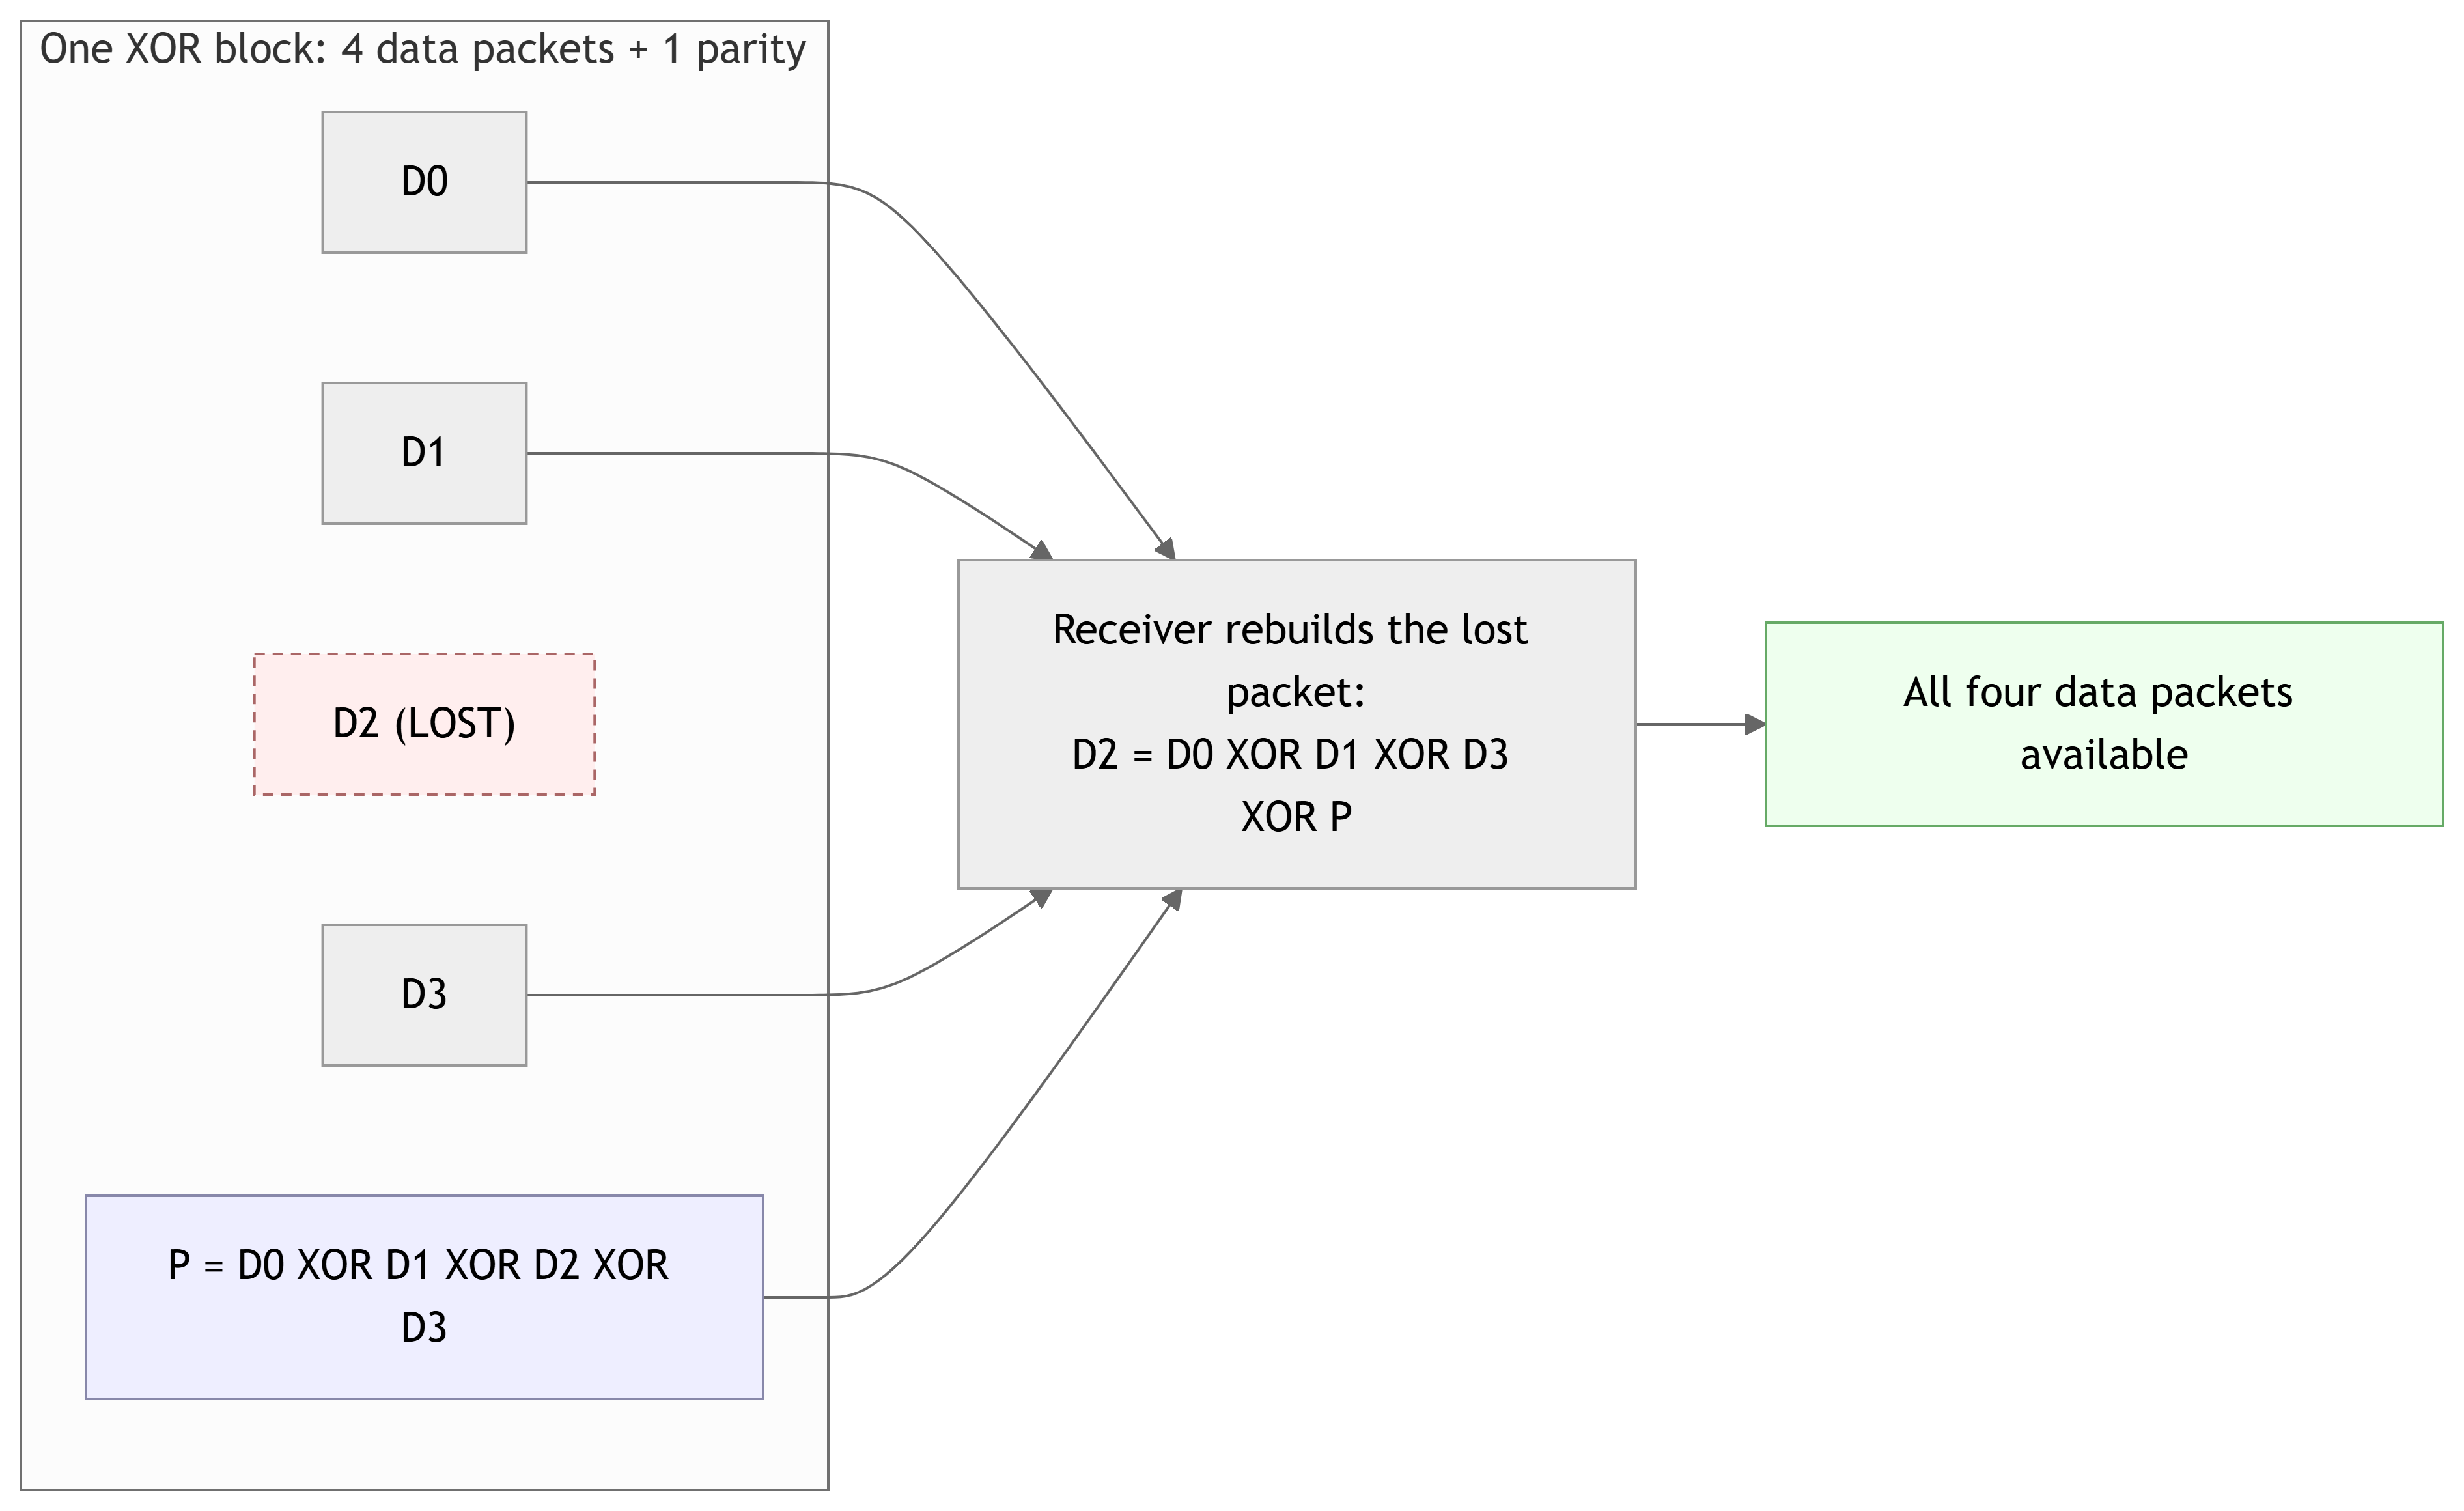 One XOR block: 4 data packets + 1 parity
D0
D1
D2 (LOST)
D3
P = D0 XOR D1 XOR D2 XOR
D3
Receiver rebuilds the lost
packet:
D2 = D0 XOR D1 XOR D3
XOR P
All four data packets
available